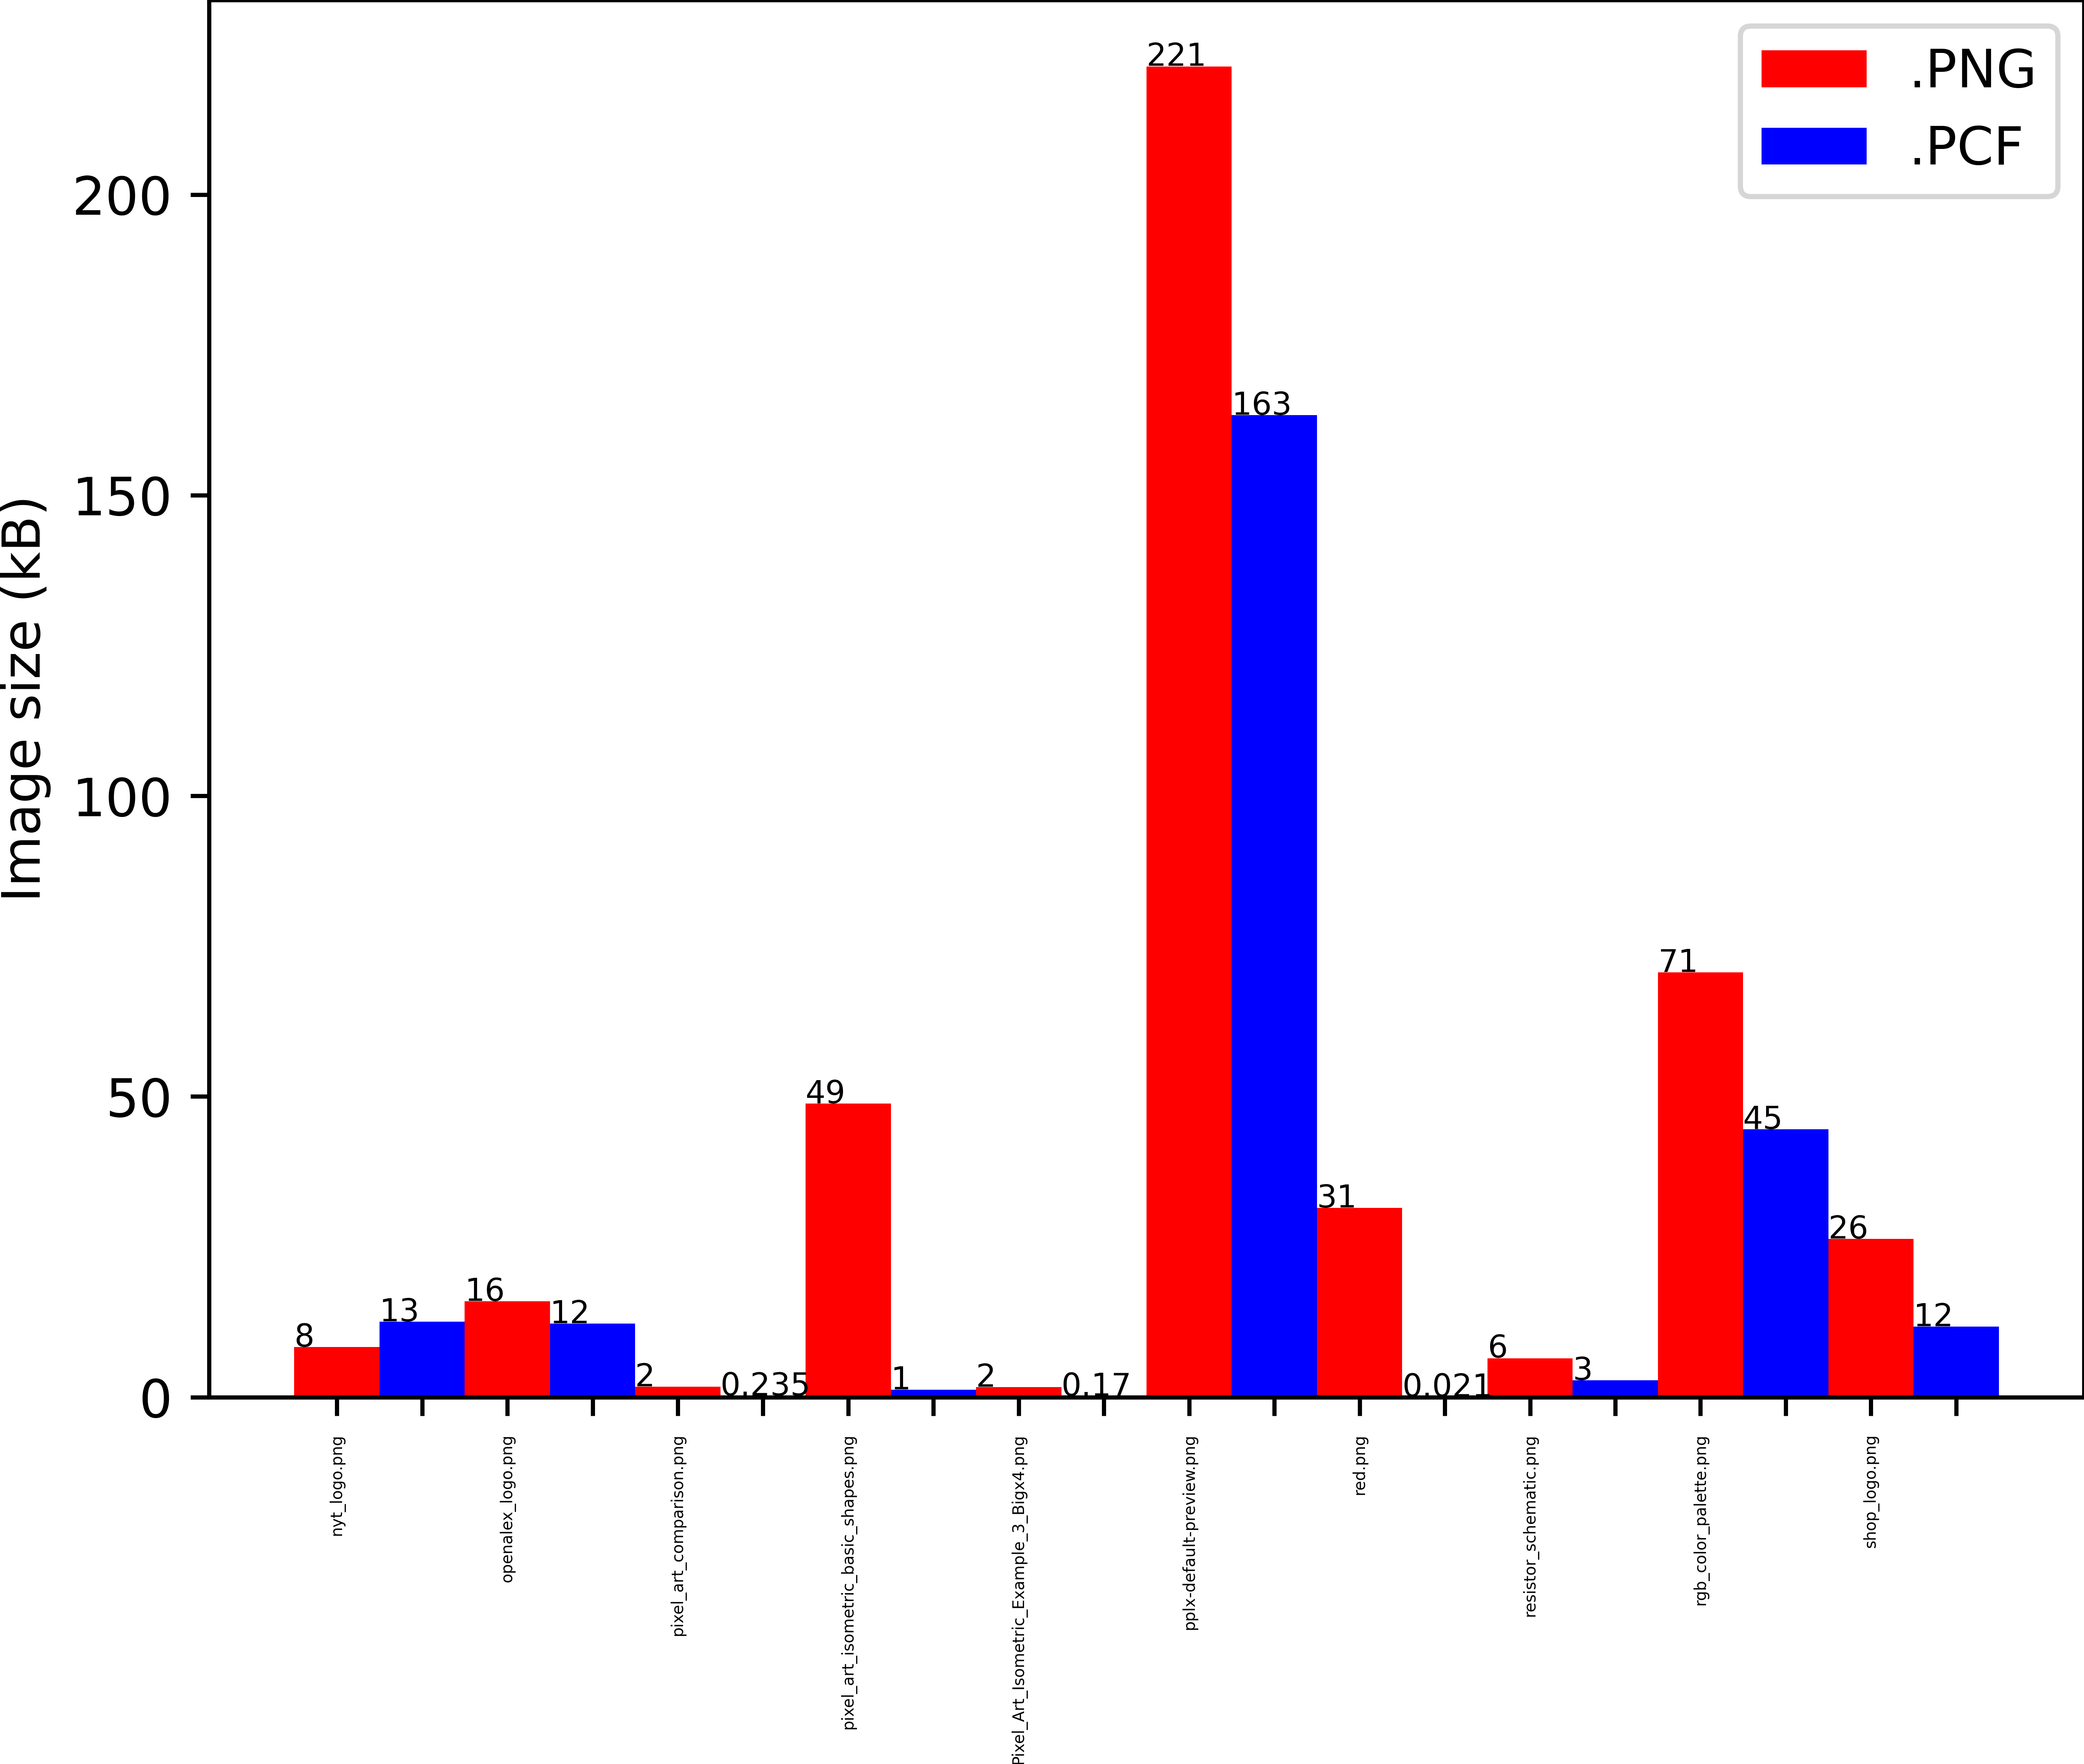 .PNG
.PCF
Image size (kB)
200
150
100
50
0
8
13
16
12
2
0.235
49
1
2
0.17
221
163
31
0.021
6
3
71
45
26
12
nyt_logo.png
openalex_logo.png
pixel_art_comparison.png
pixel_art_isometric_basic_shapes.png
Pixel_Art_Isometric_Example_3_Bigx4.png
pplx-default-preview.png
red.png
resistor_schematic.png
rgb_color_palette.png
shop_logo.png